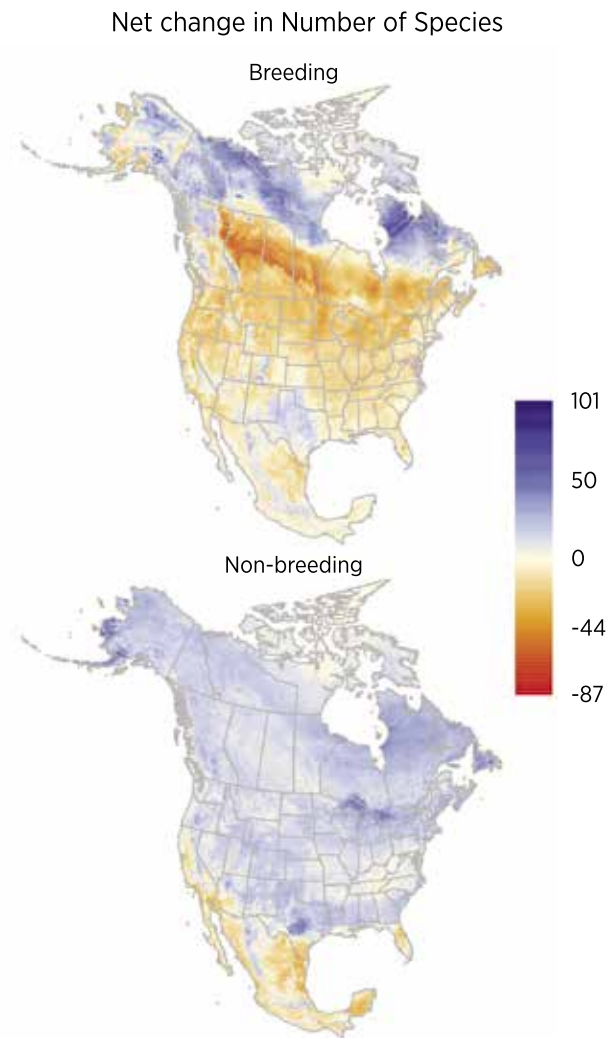 Net change in Number of Species
Breeding
101
50
0
-44
-87
Non-breeding